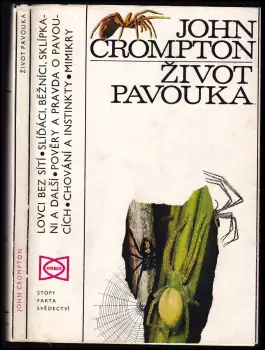 JOHN
CROMPTON
ŽIVOT
PAVOUKA
LOVCI BEZ SÍTÍ•SLÍĎÁCI, BĚŽNÍCI, SKLÍPKA-
NI A DALŠÍ•POVĚRY A PRAVDA O PAVOU-
CÍCH•CHOVÁNÍ A INSTINKTY•MIMIKRY
ORBIS
STOPY
FAKTA
SVĚDECTVÍ
JOHN CROMPTON
ŽIVOT PAVOUKA